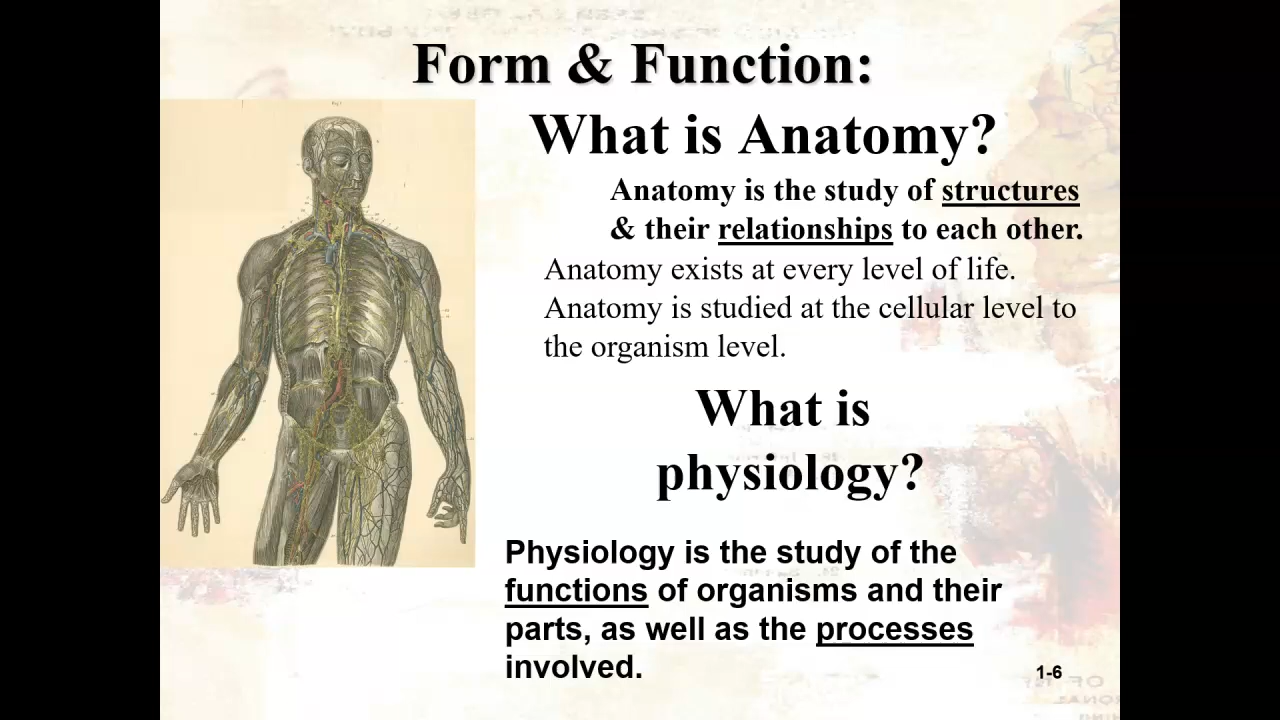 Form & Function:
What is Anatomy?
Anatomy is the study of structures
& their relationships to each other.
Anatomy exists at every level of life.
Anatomy is studied at the cellular level to
the organism level.
What is
physiology?
Physiology is the study of the
functions of organisms and their
parts, as well as the processes
involved.
1-6